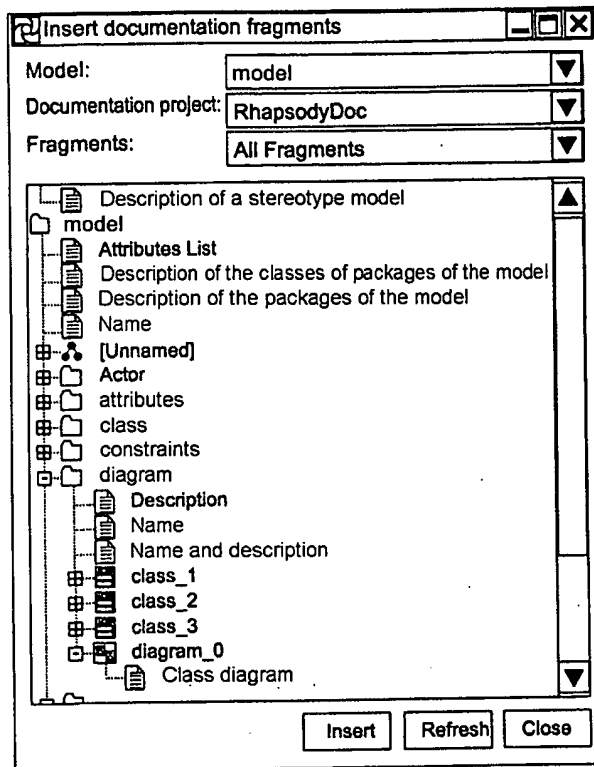 Insert documentation fragments
Model: model
Documentation project: RhapsodyDoc
Fragments: All Fragments
Description of a stereotype model
model
Attributes List
Description of the classes of packages of the model
Description of the packages of the model
Name
[Unnamed]
Actor
attributes
class
constraints
diagram
Description
Name
Name and description
class_1
class_2
class_3
diagram_0
Class diagram
Insert Refresh Close